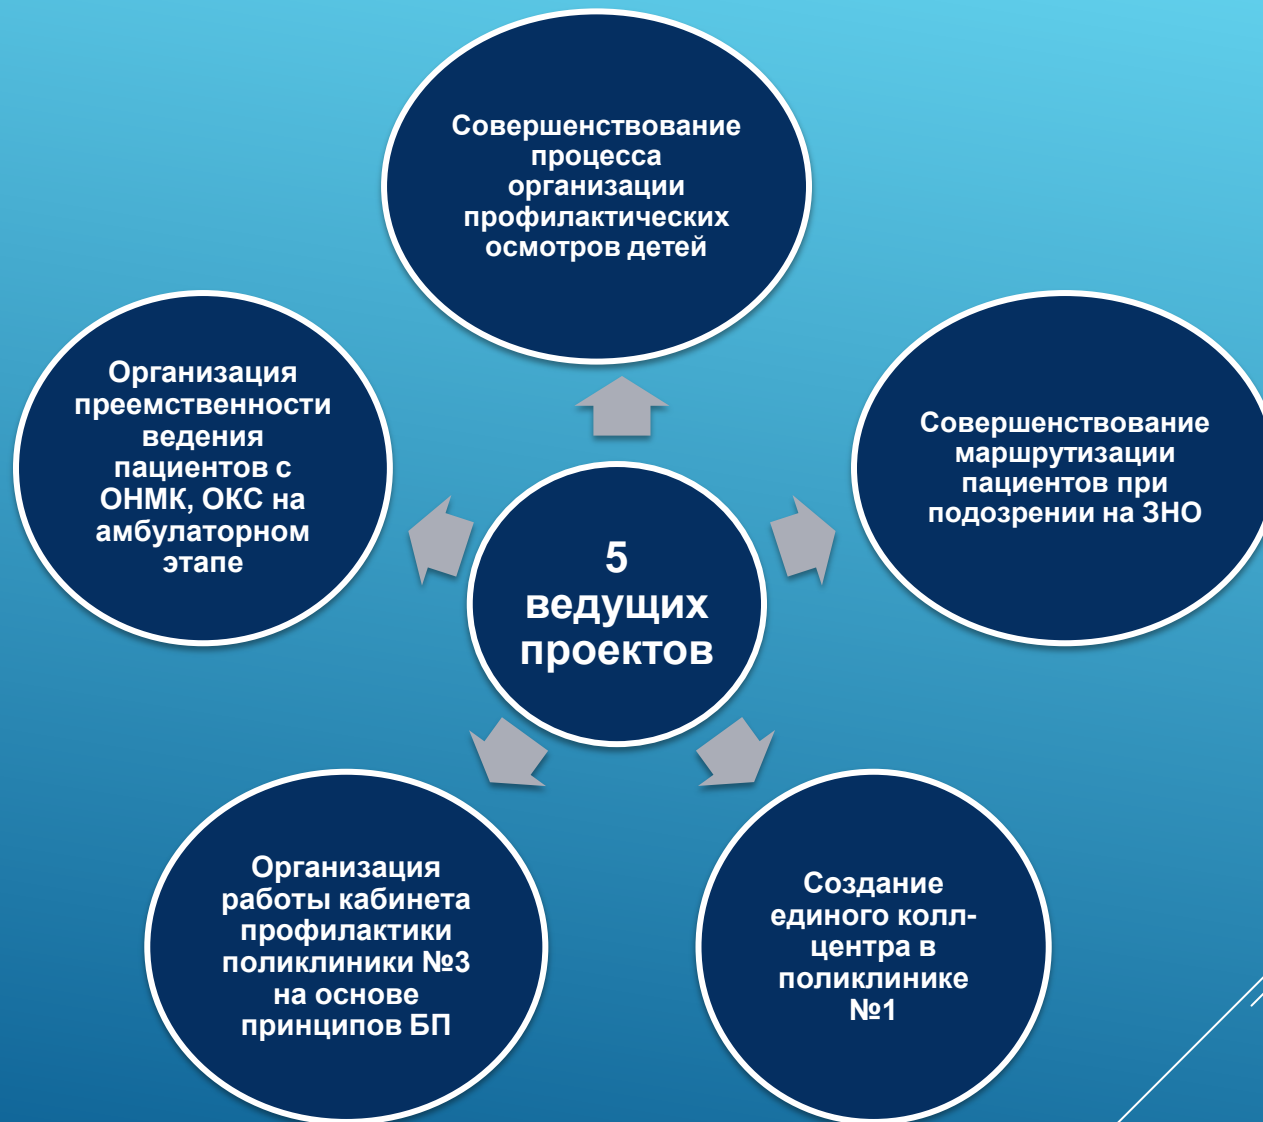 Совершенствование
процесса
организации
профилактических
осмотров детей
Организация
преемственности
ведения
пациентов с
ОНМК, ОКС на
амбулаторном
этапе
Совершенствование
маршрутизации
пациентов при
подозрении на ЗНО
5
ведущих
проектов
Организация
работы кабинета
профилактики
поликлиники №3
на основе
принципов БП
Создание
единого колл-
центра в
поликлинике
№1